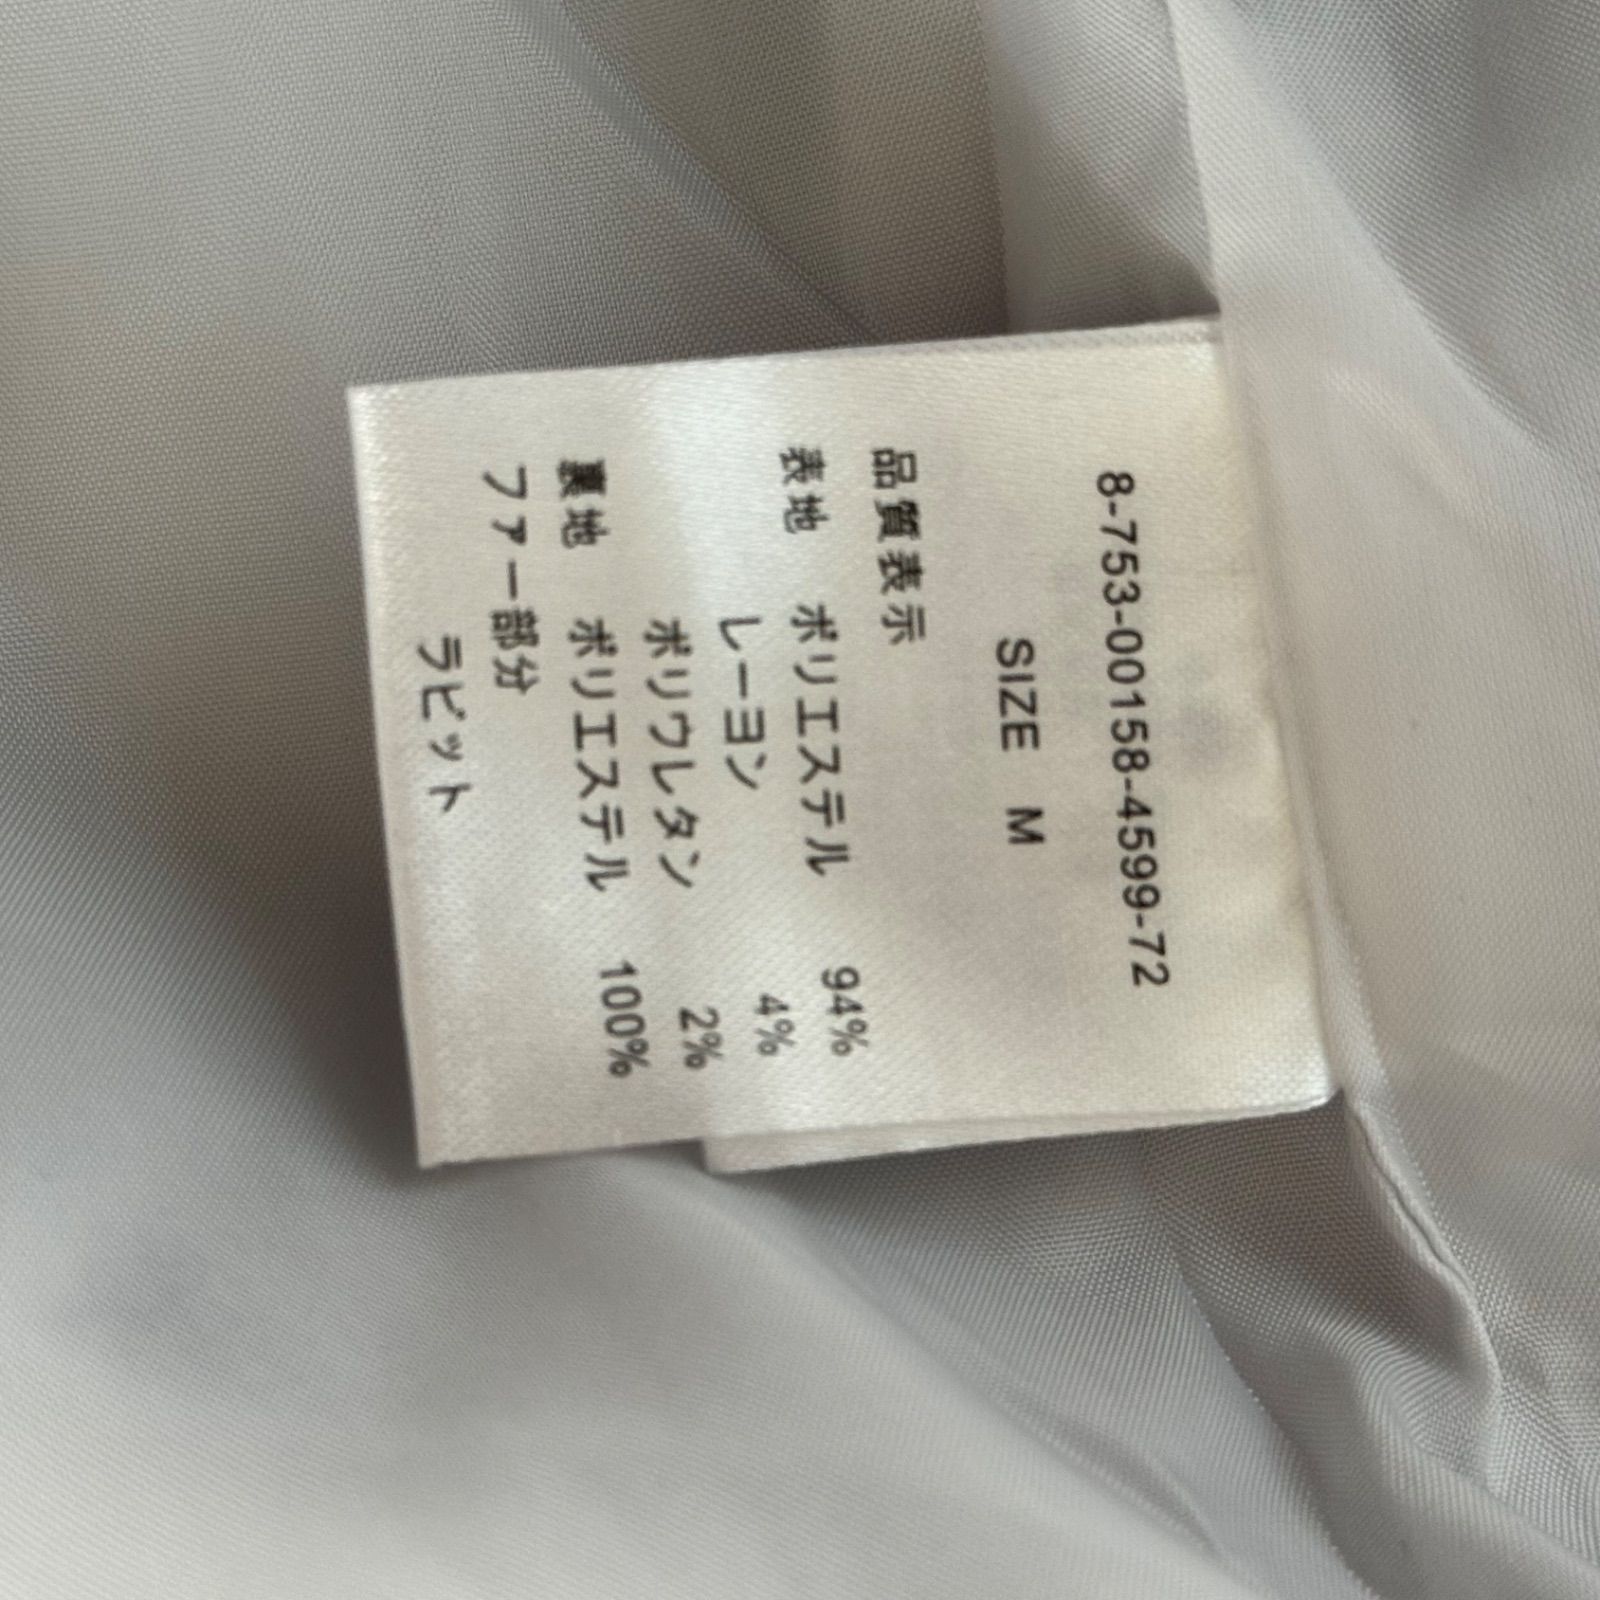 8-753-00158-4599-72
SIZE M
品質表示
表地 ポリエステル 94%
レーヨン 4%
ポリウレタン 2%
裏地 ポリエステル 100%
ファー部分
ラビット